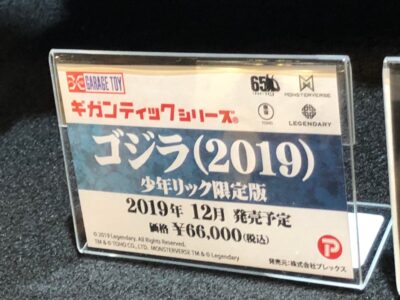 GARAGE TOY
ギガンティックシリーズ®
65th
MONSTERVERSE
TOHO
LEGENDARY
ゴジラ(2019)
少年リック限定版
2019年 12月 発売予定
価格 ¥66,000(税込)
© 2019 Legendary. All Rights Reserved.
TM & © TOHO CO., LTD. MONSTERVERSE TM & © Legendary
発売元:株式会社プレックス